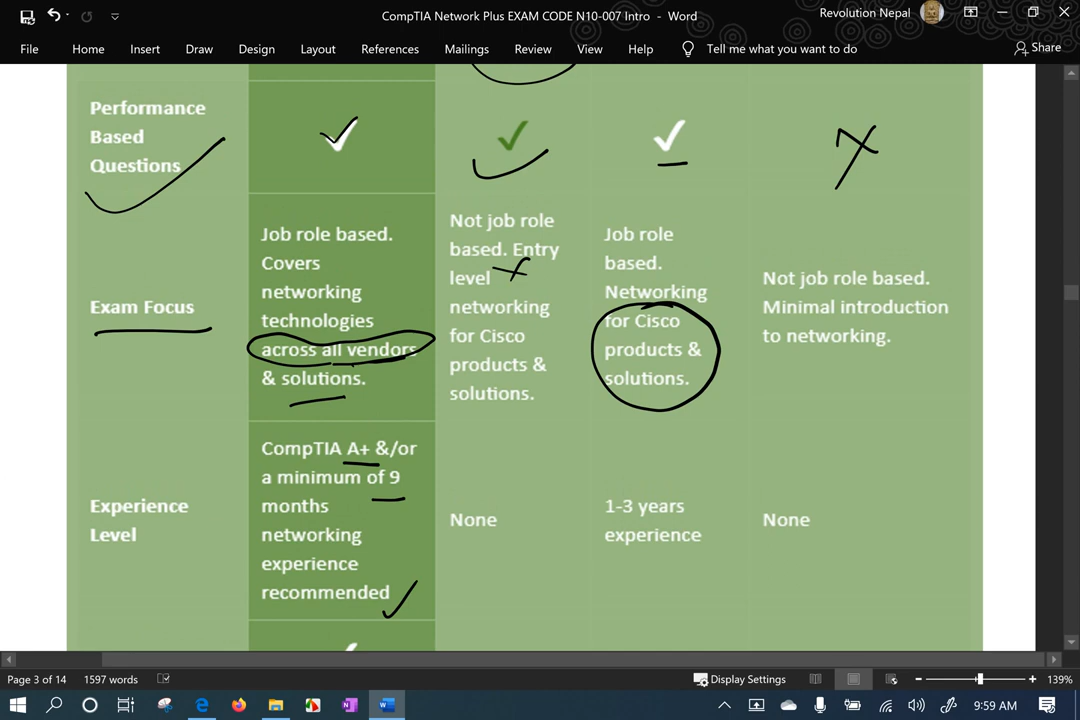 CompTIA Network Plus EXAM CODE N10-007 Intro - Word
Revolution Nepal
File Home Insert Draw Design Layout References Mailings Review View Help Tell me what you want to do Share
Performance
Based
Questions
Exam Focus
Job role based.
Covers
networking
technologies
across all vendors
& solutions.
Not job role
based. Entry
level
networking
for Cisco
products &
solutions.
Job role
based.
Networking
for Cisco
products &
solutions.
Not job role based.
Minimal introduction
to networking.
Experience
Level
CompTIA A+ &/or
a minimum of 9
months
networking
experience
recommended
None
1-3 years
experience
None
Page 3 of 14 1597 words Display Settings 139%
9:59 AM